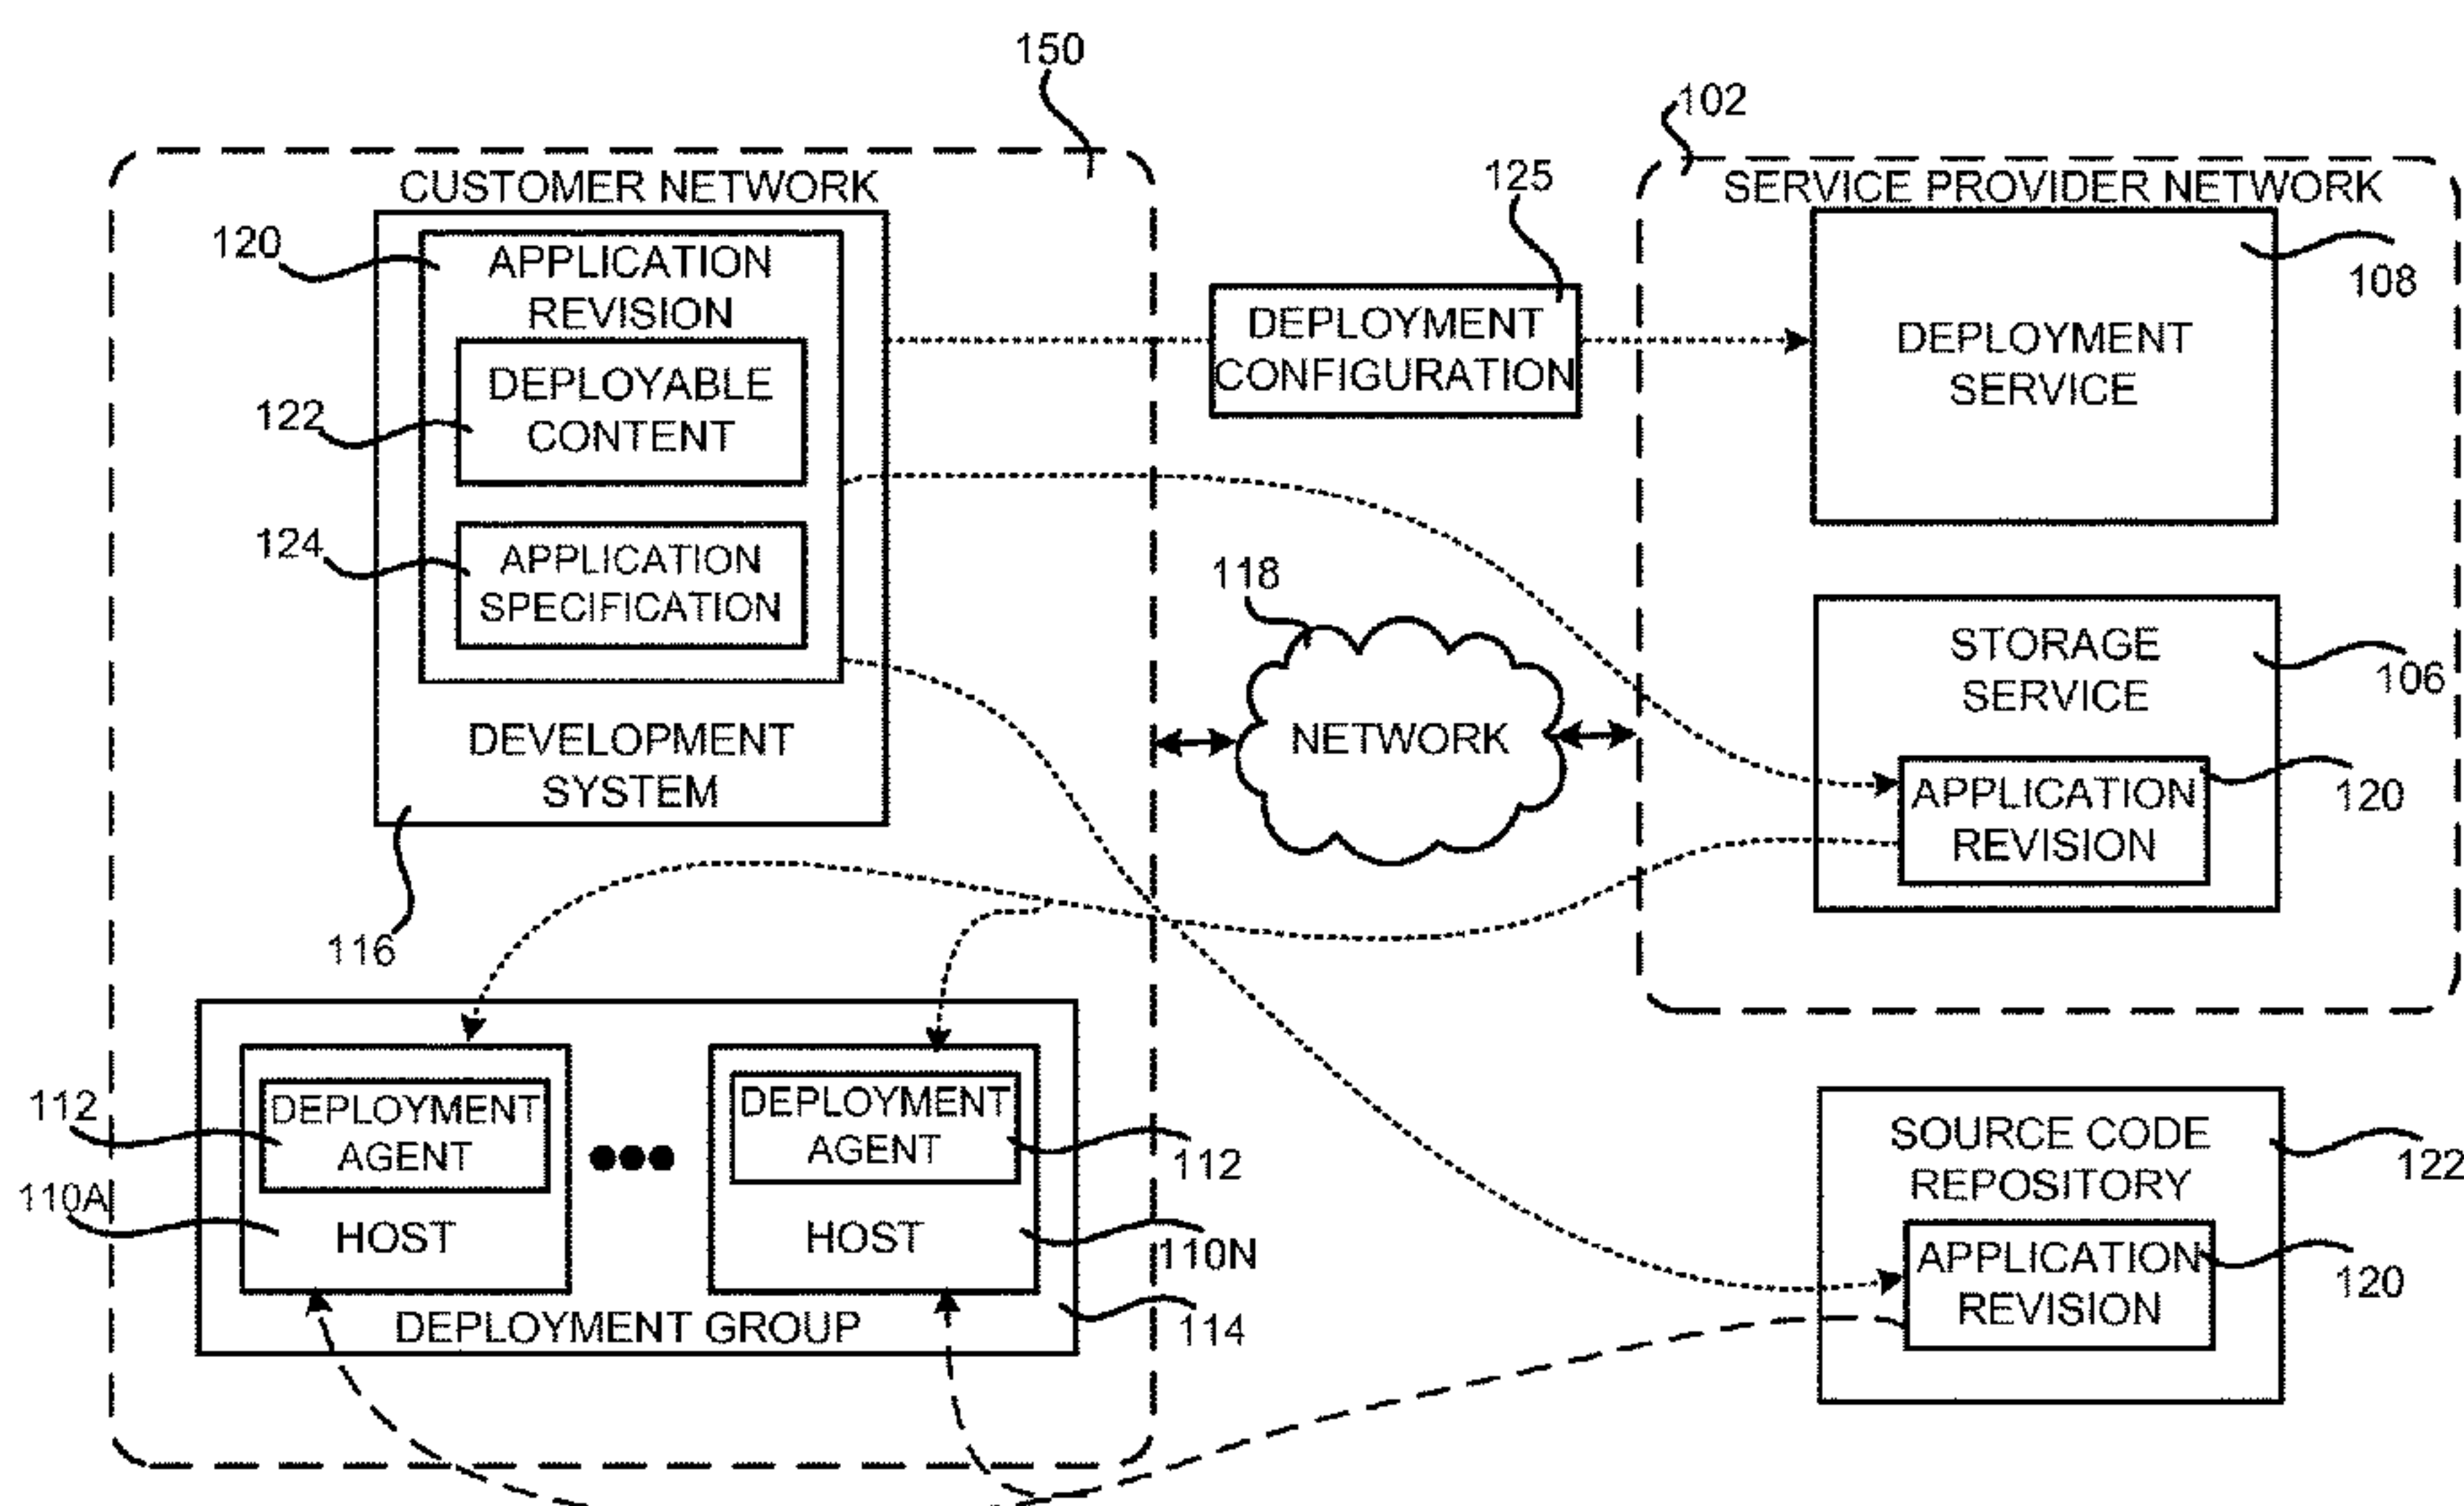 150
102
CUSTOMER NETWORK
125
SERVICE PROVIDER NETWORK
120
APPLICATION
REVISION
108
DEPLOYMENT
CONFIGURATION
DEPLOYMENT
SERVICE
122
DEPLOYABLE
CONTENT
124
APPLICATION
SPECIFICATION
118
STORAGE
SERVICE
106
DEVELOPMENT
SYSTEM
NETWORK
APPLICATION
REVISION
120
116
112
DEPLOYMENT
AGENT
DEPLOYMENT
AGENT
112
SOURCE CODE
REPOSITORY
122
110A
HOST
HOST
110N
APPLICATION
REVISION
120
DEPLOYMENT GROUP
114